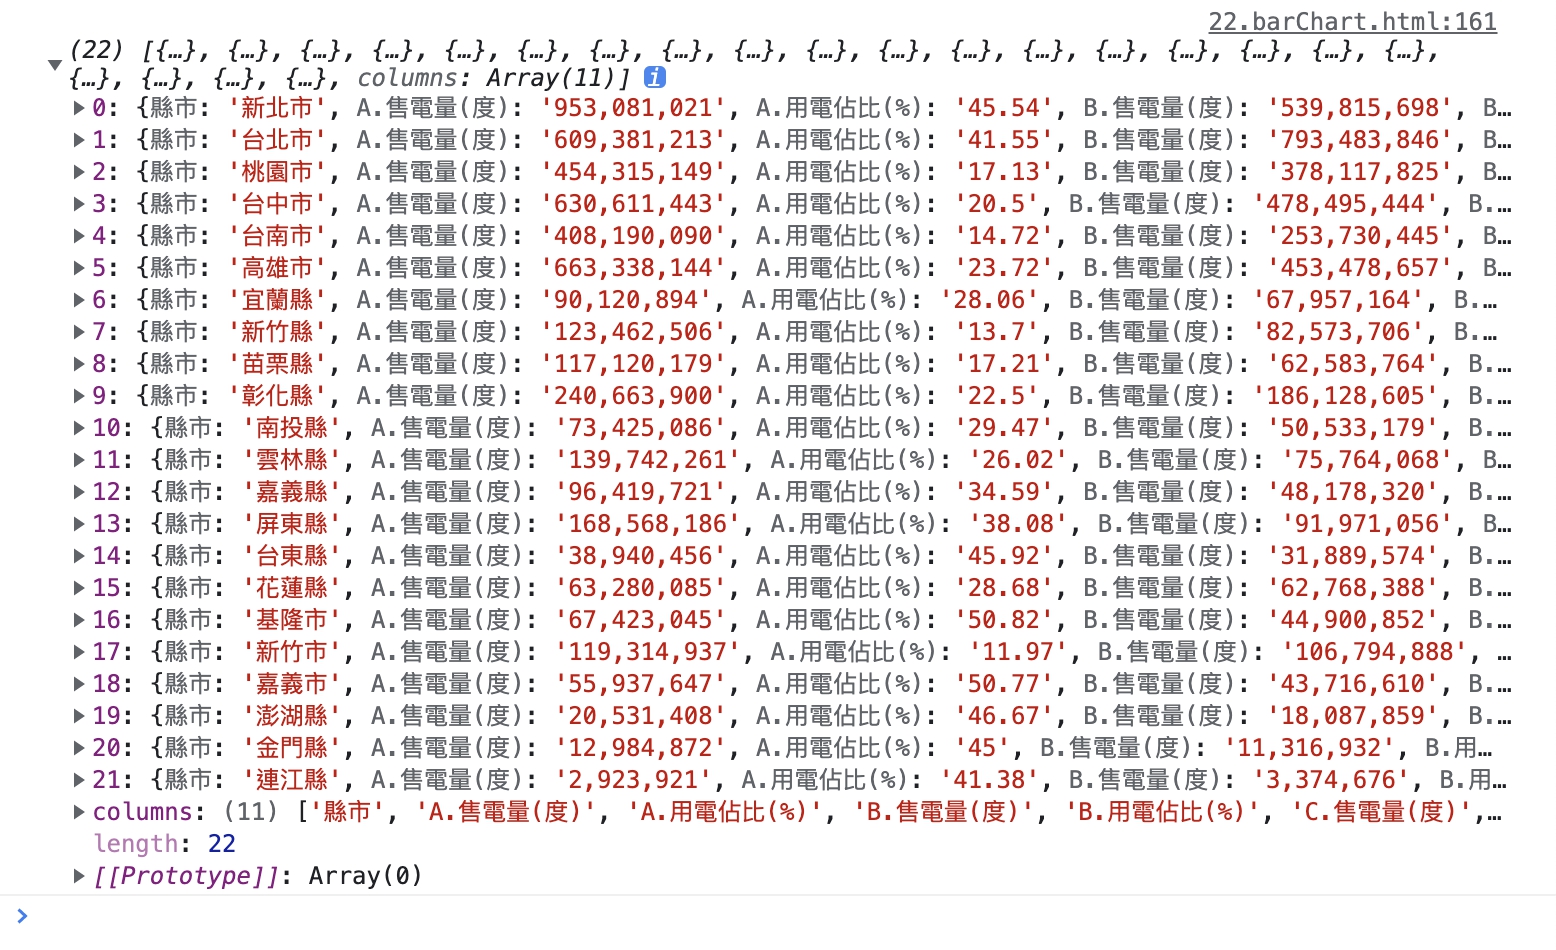 22.barChart.html:161
(22) [{…}, {…}, {…}, {…}, {…}, {…}, {…}, {…}, {…}, {…}, {…}, {…}, {…}, {…}, {…}, {…}, {…}, {…},
{…}, {…}, {…}, {…}, columns: Array(11)] i
0: {縣市: '新北市', A.售電量(度): '953,081,021', A.用電佔比(%): '45.54', B.售電量(度): '539,815,698', B…
1: {縣市: '台北市', A.售電量(度): '609,381,213', A.用電佔比(%): '41.55', B.售電量(度): '793,483,846', B…
2: {縣市: '桃園市', A.售電量(度): '454,315,149', A.用電佔比(%): '17.13', B.售電量(度): '378,117,825', B…
3: {縣市: '台中市', A.售電量(度): '630,611,443', A.用電佔比(%): '20.5', B.售電量(度): '478,495,444', B.…
4: {縣市: '台南市', A.售電量(度): '408,190,090', A.用電佔比(%): '14.72', B.售電量(度): '253,730,445', B…
5: {縣市: '高雄市', A.售電量(度): '663,338,144', A.用電佔比(%): '23.72', B.售電量(度): '453,478,657', B…
6: {縣市: '宜蘭縣', A.售電量(度): '90,120,894', A.用電佔比(%): '28.06', B.售電量(度): '67,957,164', B.…
7: {縣市: '新竹縣', A.售電量(度): '123,462,506', A.用電佔比(%): '13.7', B.售電量(度): '82,573,706', B.…
8: {縣市: '苗栗縣', A.售電量(度): '117,120,179', A.用電佔比(%): '17.21', B.售電量(度): '62,583,764', B.…
9: {縣市: '彰化縣', A.售電量(度): '240,663,900', A.用電佔比(%): '22.5', B.售電量(度): '186,128,605', B.…
10: {縣市: '南投縣', A.售電量(度): '73,425,086', A.用電佔比(%): '29.47', B.售電量(度): '50,533,179', B.…
11: {縣市: '雲林縣', A.售電量(度): '139,742,261', A.用電佔比(%): '26.02', B.售電量(度): '75,764,068', B…
12: {縣市: '嘉義縣', A.售電量(度): '96,419,721', A.用電佔比(%): '34.59', B.售電量(度): '48,178,320', B.…
13: {縣市: '屏東縣', A.售電量(度): '168,568,186', A.用電佔比(%): '38.08', B.售電量(度): '91,971,056', B…
14: {縣市: '台東縣', A.售電量(度): '38,940,456', A.用電佔比(%): '45.92', B.售電量(度): '31,889,574', B.…
15: {縣市: '花蓮縣', A.售電量(度): '63,280,085', A.用電佔比(%): '28.68', B.售電量(度): '62,768,388', B.…
16: {縣市: '基隆市', A.售電量(度): '67,423,045', A.用電佔比(%): '50.82', B.售電量(度): '44,900,852', B.…
17: {縣市: '新竹市', A.售電量(度): '119,314,937', A.用電佔比(%): '11.97', B.售電量(度): '106,794,888', …
18: {縣市: '嘉義市', A.售電量(度): '55,937,647', A.用電佔比(%): '50.77', B.售電量(度): '43,716,610', B.…
19: {縣市: '澎湖縣', A.售電量(度): '20,531,408', A.用電佔比(%): '46.67', B.售電量(度): '18,087,859', B.…
20: {縣市: '金門縣', A.售電量(度): '12,984,872', A.用電佔比(%): '45', B.售電量(度): '11,316,932', B.用…
21: {縣市: '連江縣', A.售電量(度): '2,923,921', A.用電佔比(%): '41.38', B.售電量(度): '3,374,676', B.用…
columns: (11) ['縣市', 'A.售電量(度)', 'A.用電佔比(%)', 'B.售電量(度)', 'B.用電佔比(%)', 'C.售電量(度)',…
length: 22
[[Prototype]]: Array(0)